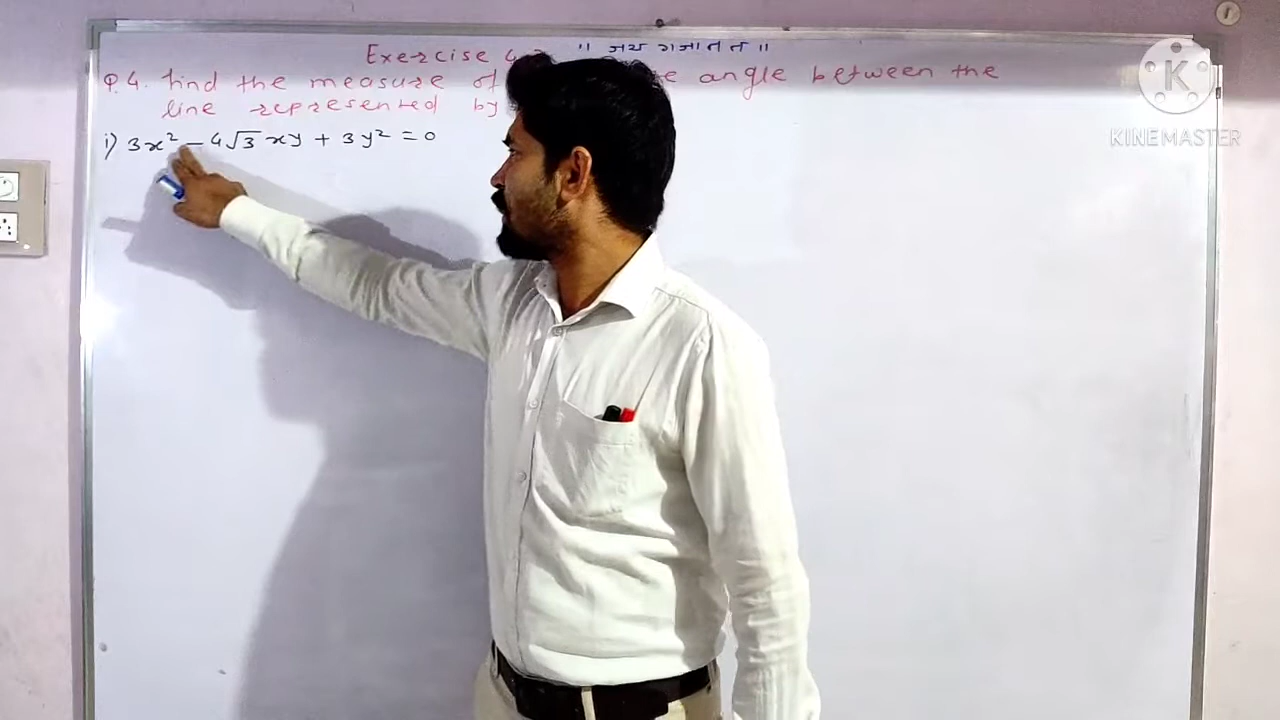 Exercise 4. ॥ जय गजानन ॥
Q.4. find the measure of angle between the
line represented by
i) 3x² - 4√3 xy + 3y² = 0
K
KINEMASTER